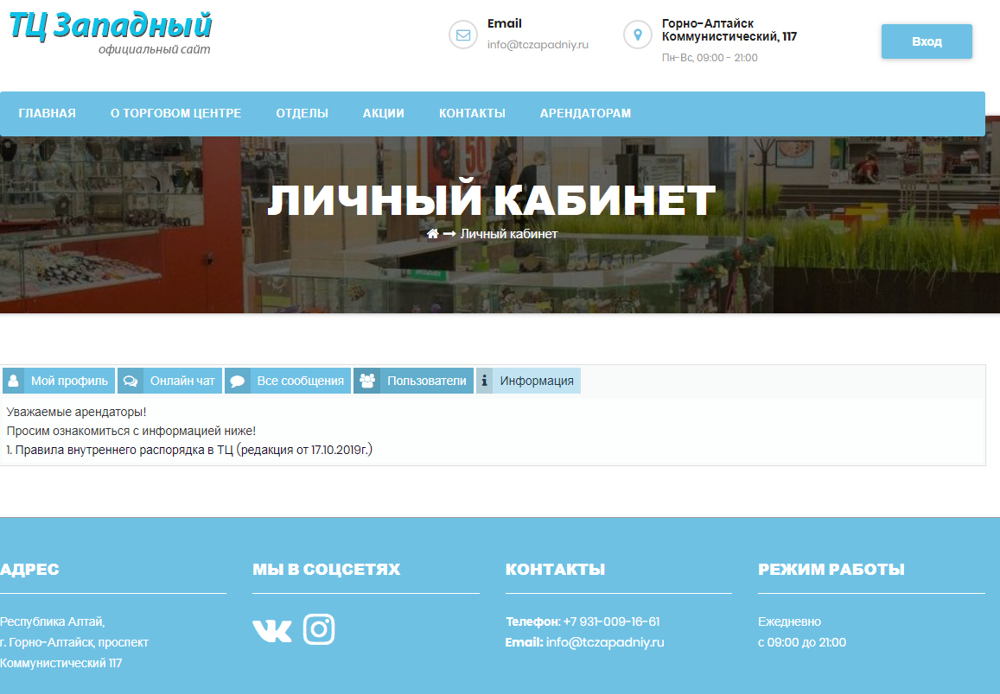 ТЦ Западный
официальный сайт
Email
info@tczapadniy.ru
Горно-Алтайск
Коммунистический, 117
Пн-Вс, 09:00 - 21:00
Вход
ГЛАВНАЯ
О ТОРГОВОМ ЦЕНТРЕ
ОТДЕЛЫ
АКЦИИ
КОНТАКТЫ
АРЕНДАТОРАМ
50
ЛИЧНЫЙ КАБИНЕТ
Личный кабинет
Мой профиль
Онлайн чат
Все сообщения
Пользователи
Информация
Уважаемые арендаторы!
Просим ознакомиться с информацией ниже!
1. Правила внутреннего распорядка в ТЦ (редакция от 17.10.2019г.)
АДРЕС
Республика Алтай,
г. Горно-Алтайск, проспект
Коммунистический 117
МЫ В СОЦСЕТЯХ
КОНТАКТЫ
Телефон: +7 931-009-16-61
Email: info@tczapadniy.ru
РЕЖИМ РАБОТЫ
Ежедневно
с 09:00 до 21:00